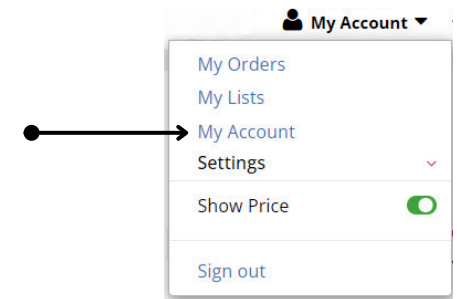 My Account
My Orders
My Lists
My Account
Settings
Show Price
Sign out